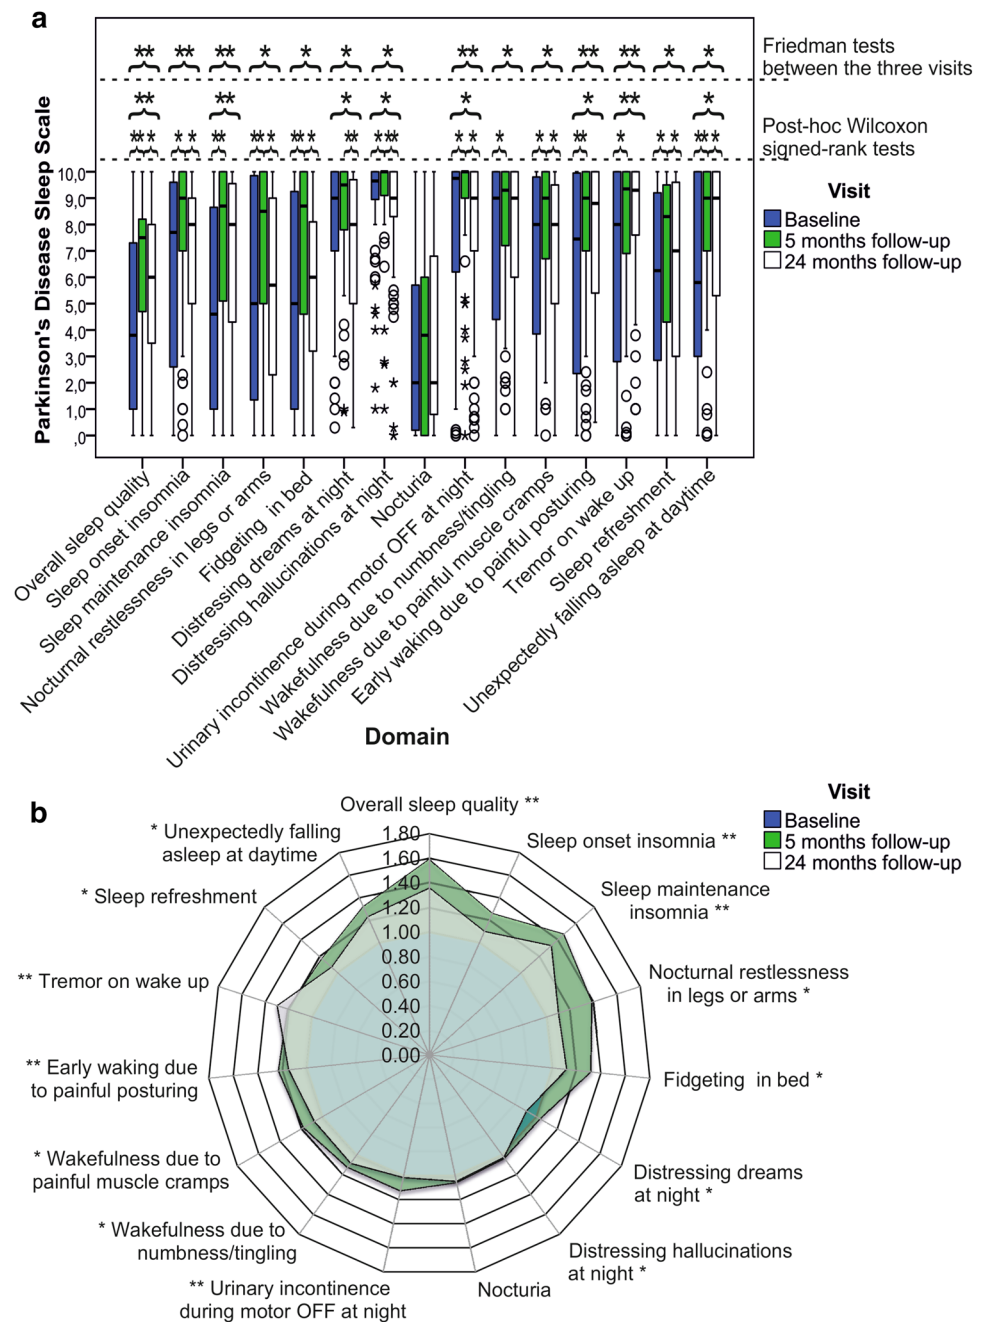 a
** ** ** * * * * ** * * ** ** * *
Friedman tests
between the three visits
** ** * * * * ** *
Post-hoc Wilcoxon
signed-rank tests
Parkinson's Disease Sleep Scale
10,0
9,0
8,0
7,0
6,0
5,0
4,0
3,0
2,0
1,0
,0
Visit
Baseline
5 months follow-up
24 months follow-up
Overall sleep quality
Sleep onset insomnia
Sleep maintenance insomnia
Nocturnal restlessness in legs or arms
Fidgeting in bed
Distressing dreams at night
Distressing hallucinations at night
Nocturia
Urinary incontinence during motor OFF at night
Wakefulness due to numbness/tingling
Wakefulness due to painful muscle cramps
Early waking due to painful posturing
Tremor on wake up
Sleep refreshment
Unexpectedly falling asleep at daytime
Domain
b
Visit
Baseline
5 months follow-up
24 months follow-up
Overall sleep quality **
Sleep onset insomnia **
Sleep maintenance
insomnia **
Nocturnal restlessness
in legs or arms *
Fidgeting in bed *
Distressing dreams
at night *
Distressing hallucinations
at night *
Nocturia
** Urinary incontinence
during motor OFF at night
* Wakefulness due to
numbness/tingling
* Wakefulness due to
painful muscle cramps
** Early waking due
to painful posturing
** Tremor on wake up
* Sleep refreshment
* Unexpectedly falling
asleep at daytime
1.80
1.60
1.40
1.20
1.00
0.80
0.60
0.40
0.20
0.00